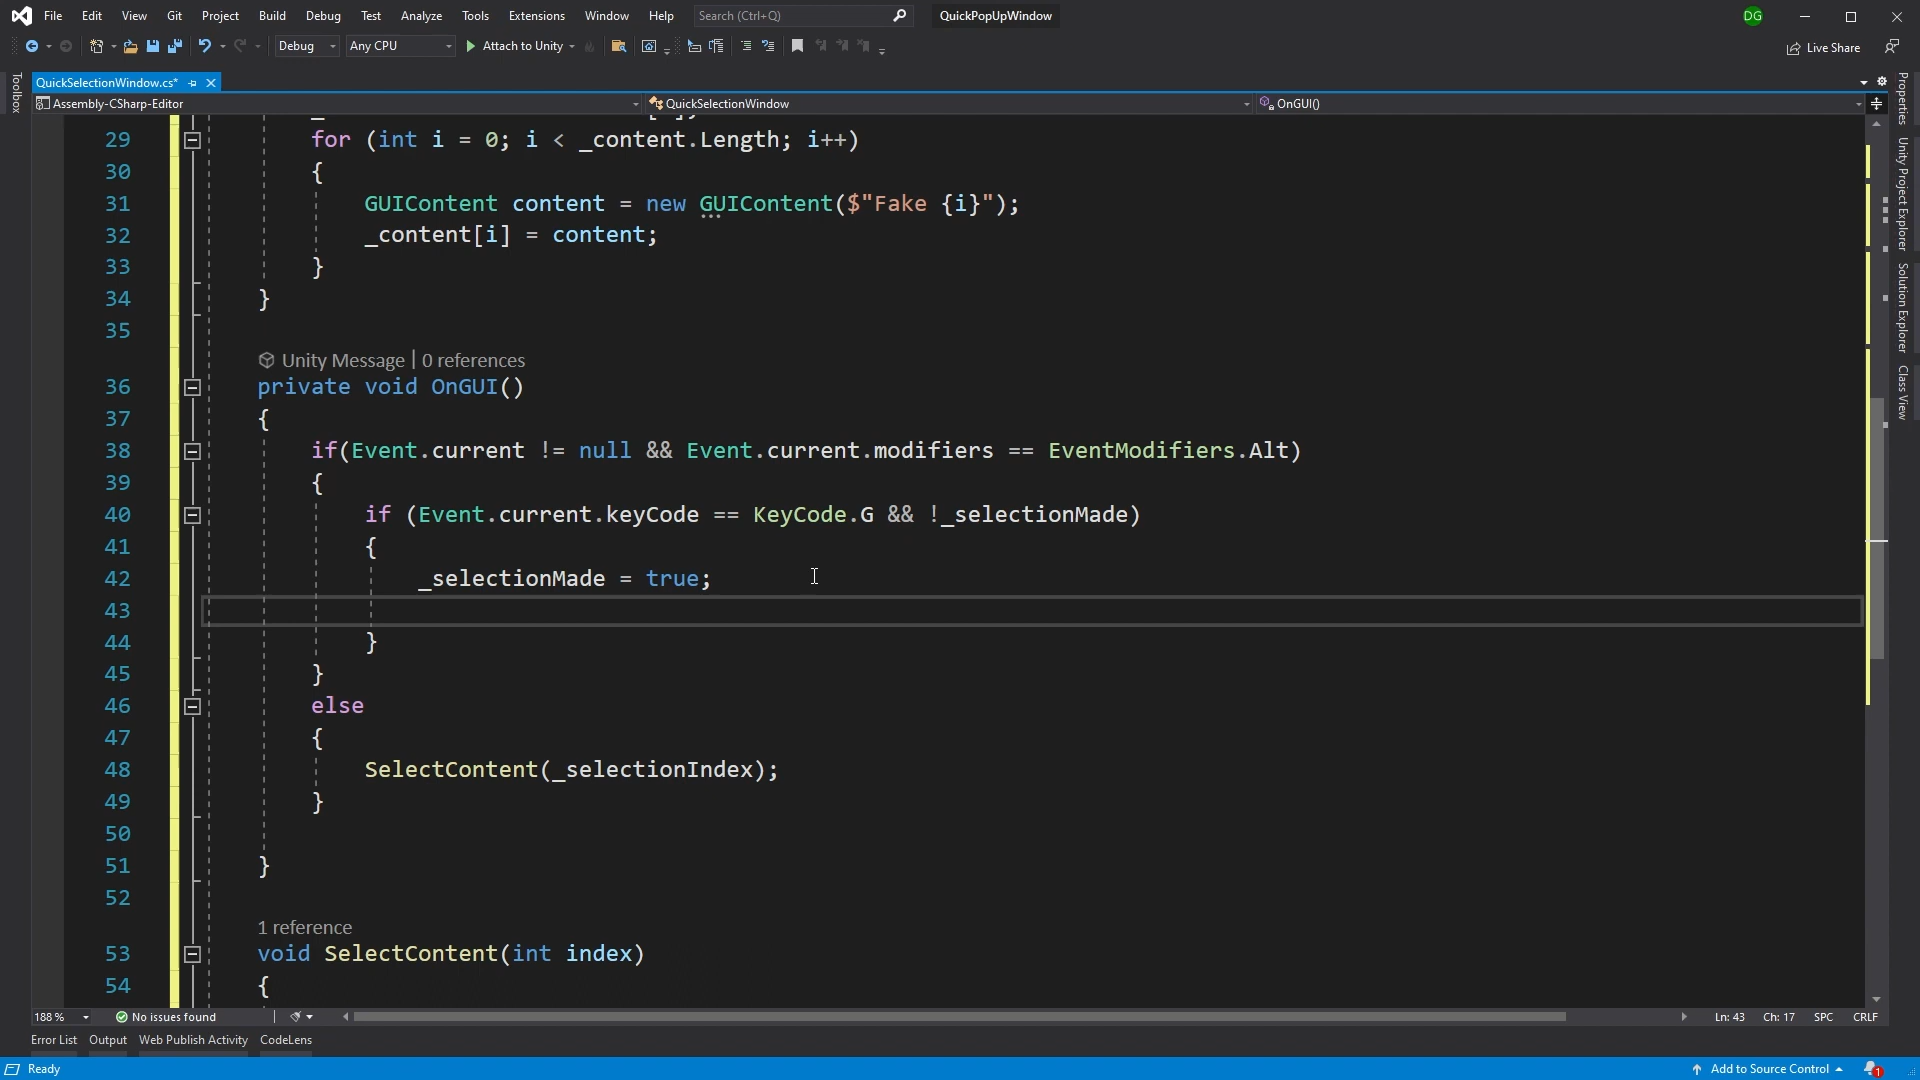 File Edit View Git Project Build Debug Test Analyze Tools Extensions Window Help Search (Ctrl+Q) QuickPopUpWindow DG
Debug Any CPU Attach to Unity Live Share
QuickSelectionWindow.cs*
Assembly-CSharp-Editor QuickSelectionWindow OnGUI()
Toolbox
Properties
Unity Project Explorer
Solution Explorer
Class View
29 for (int i = 0; i < _content.Length; i++)
30 {
31 GUIContent content = new GUIContent($"Fake {i}");
32 _content[i] = content;
33 }
34 }
35
Unity Message | 0 references
36 private void OnGUI()
37 {
38 if(Event.current != null && Event.current.modifiers == EventModifiers.Alt)
39 {
40 if (Event.current.keyCode == KeyCode.G && !_selectionMade)
41 {
42 _selectionMade = true;
43
44 }
45 }
46 else
47 {
48 SelectContent(_selectionIndex);
49 }
50
51 }
52
1 reference
53 void SelectContent(int index)
54 {
188 % No issues found Ln: 43 Ch: 17 SPC CRLF
Error List Output Web Publish Activity CodeLens
Ready Add to Source Control 1